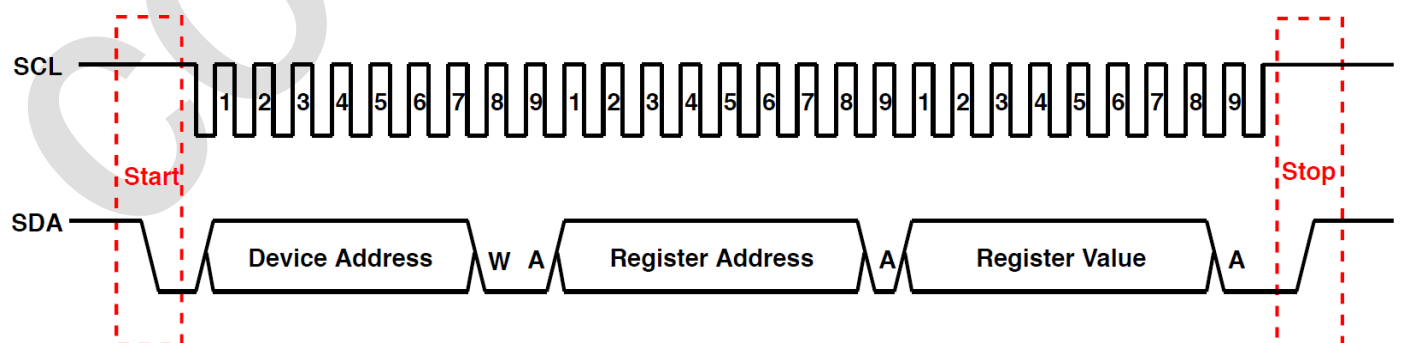 SCL
1 2 3 4 5 6 7 8 9 1 2 3 4 5 6 7 8 9 1 2 3 4 5 6 7 8 9
Start
Stop
SDA
Device Address W A Register Address A Register Value A